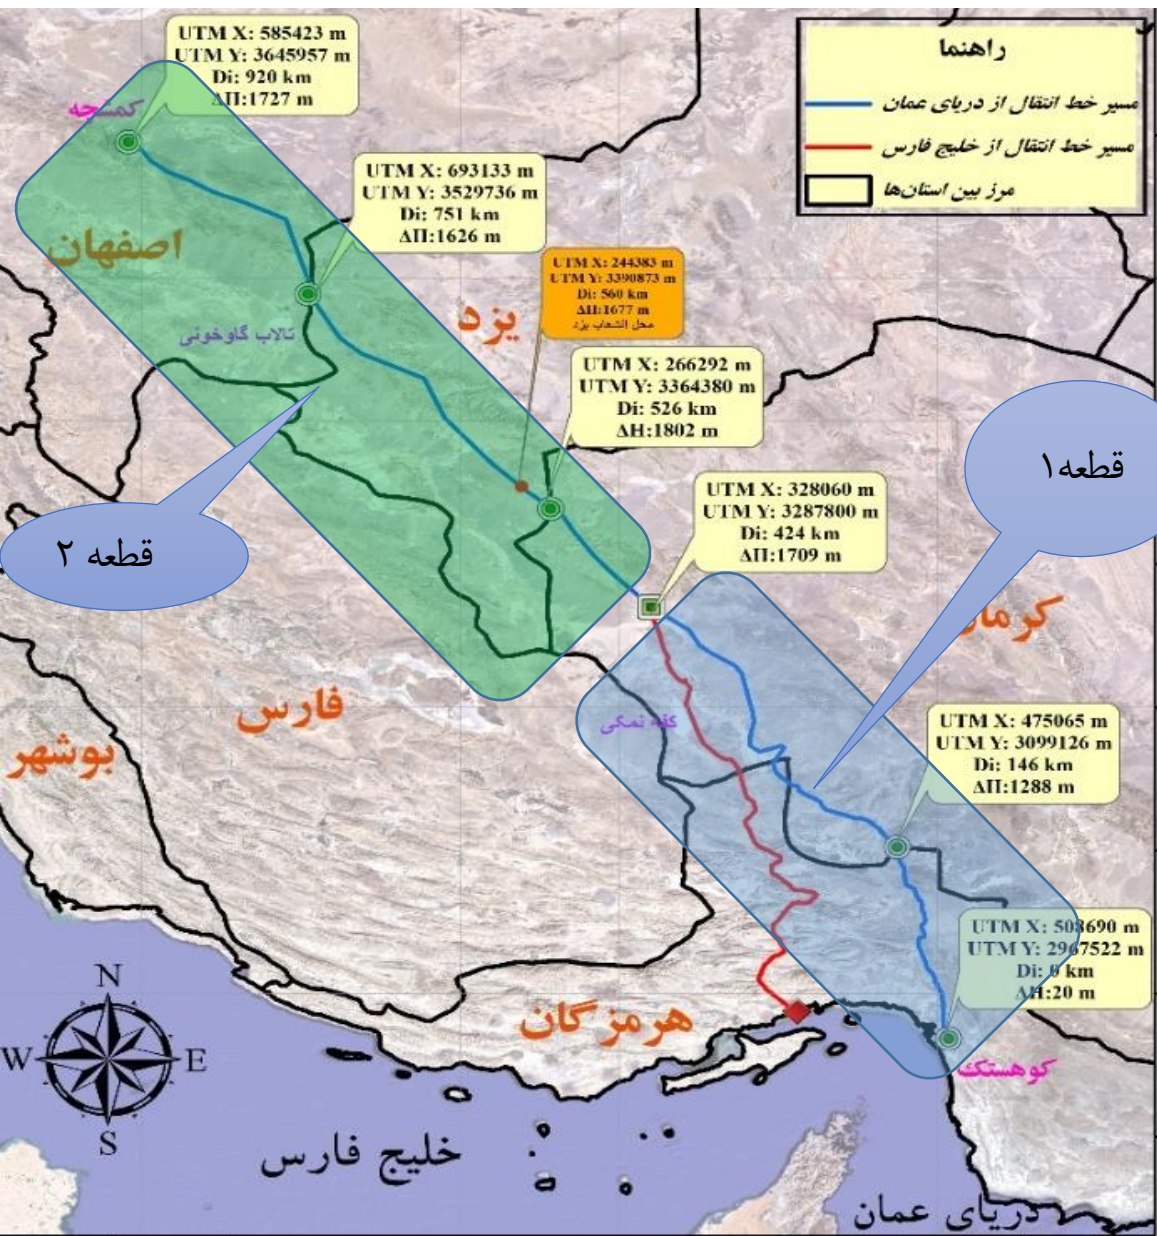 UTM X: 585423 m
UTM Y: 3645957 m
Di: 920 km
ΔH:1727 m
راهنما
مسیر خط انتقال از دریای عمان
مسیر خط انتقال از خلیج فارس
مرز بین استان‌ها
کمشچه
UTM X: 693133 m
UTM Y: 3529736 m
Di: 751 km
ΔH:1626 m
اصفهان
UTM X: 244383 m
UTM Y: 3390873 m
Di: 560 km
ΔH:1677 m
محل انشعاب یزد
یزد
تالاب گاوخونی
UTM X: 266292 m
UTM Y: 3364380 m
Di: 526 km
ΔH:1802 m
قطعه۱
UTM X: 328060 m
UTM Y: 3287800 m
Di: 424 km
ΔH:1709 m
قطعه ۲
کرمان
فارس
کفه نمکی
بوشهر
UTM X: 475065 m
UTM Y: 3099126 m
Di: 146 km
ΔH:1288 m
UTM X: 508690 m
UTM Y: 2967522 m
Di: 0 km
ΔH:20 m
هرمزگان
کوهستک
N
W
E
S
خلیج فارس
دریای عمان